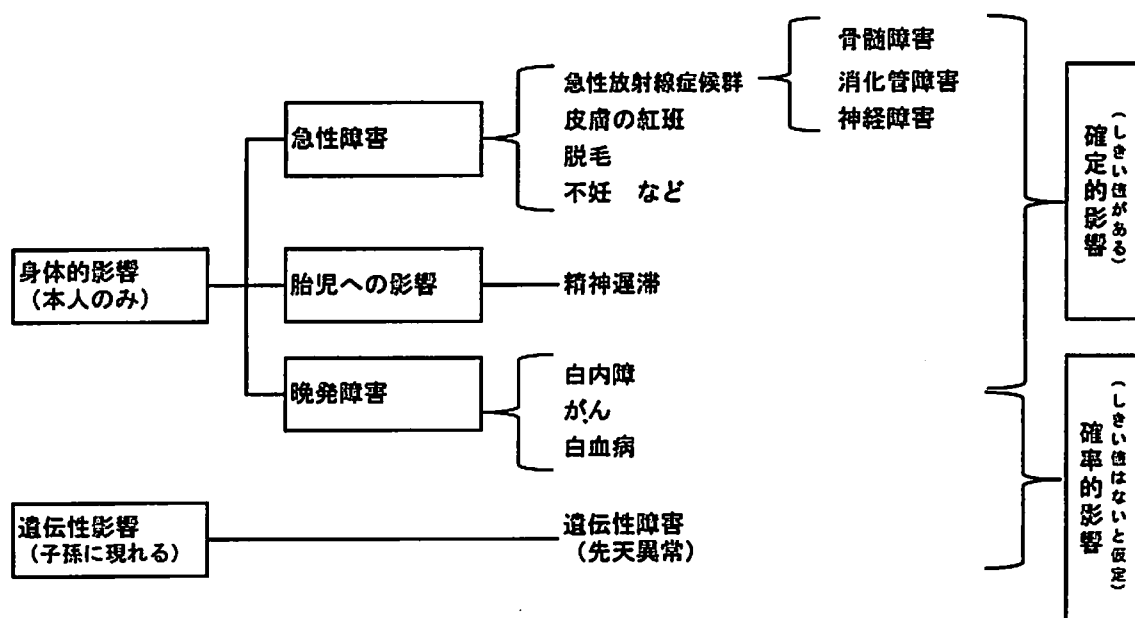 身体的影響
(本人のみ)
急性障害
急性放射線症候群
骨髄障害
消化管障害
神経障害
皮膚の紅班
脱毛
不妊 など
胎児への影響
精神遅滞
晩発障害
白内障
がん
白血病
遺伝性影響
(子孫に現れる)
遺伝性障害
(先天異常)
確定的影響
(しきい値がある)
確率的影響
(しきい値はないと仮定)